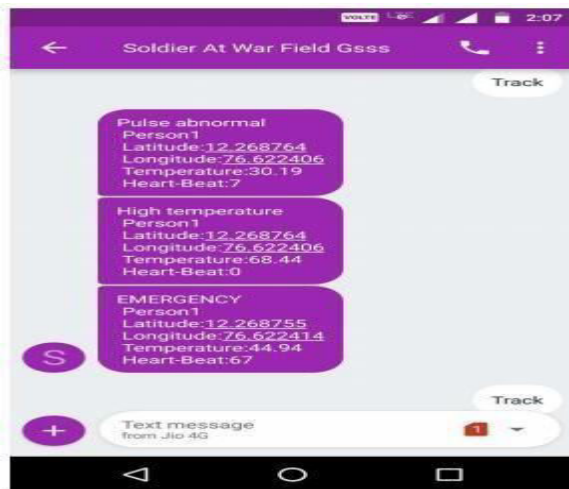 VOLTE 2:07
Soldier At War Field Gsss
Track
Pulse abnormal
Person1
Latitude:12.268764
Longitude:76.622406
Temperature:30.19
Heart-Beat:7
High temperature
Person1
Latitude:12.268764
Longitude:76.622406
Temperature:68.44
Heart-Beat:0
EMERGENCY
Person1
Latitude:12.268755
Longitude:76.622414
Temperature:44.94
Heart-Beat:67
S
Track
Text message
from Jio 4G
1